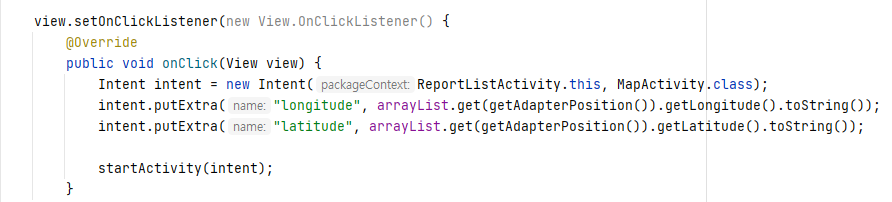 view.setOnClickListener(new View.OnClickListener() {
@Override
public void onClick(View view) {
Intent intent = new Intent( packageContext: ReportListActivity.this, MapActivity.class);
intent.putExtra( name: "longitude", arrayList.get(getAdapterPosition()).getLongitude().toString());
intent.putExtra( name: "latitude", arrayList.get(getAdapterPosition()).getLatitude().toString());
startActivity(intent);
}